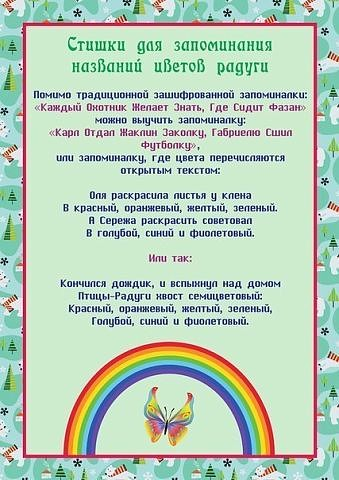 Стишки для запоминания
названий цветов радуги
Помимо традиционной зашифрованной запоминалки:
«Каждый Охотник Желает Знать, Где Сидит Фазан»
можно выучить запоминалку:
«Карл Отдал Жаклин Заколку, Габриелю Сшил
Футболку»,
или запоминалку, где цвета перечисляются
открытым текстом:
Оля раскрасила листья у клена
В красный, оранжевый, желтый, зеленый.
А Сережа раскрасить советовал
В голубой, синий и фиолетовый.
Или так:
Кончился дождик, и вспыхнул над домом
Птицы-Радуги хвост семицветовый:
Красный, оранжевый, желтый, зеленый,
Голубой, синий и фиолетовый.